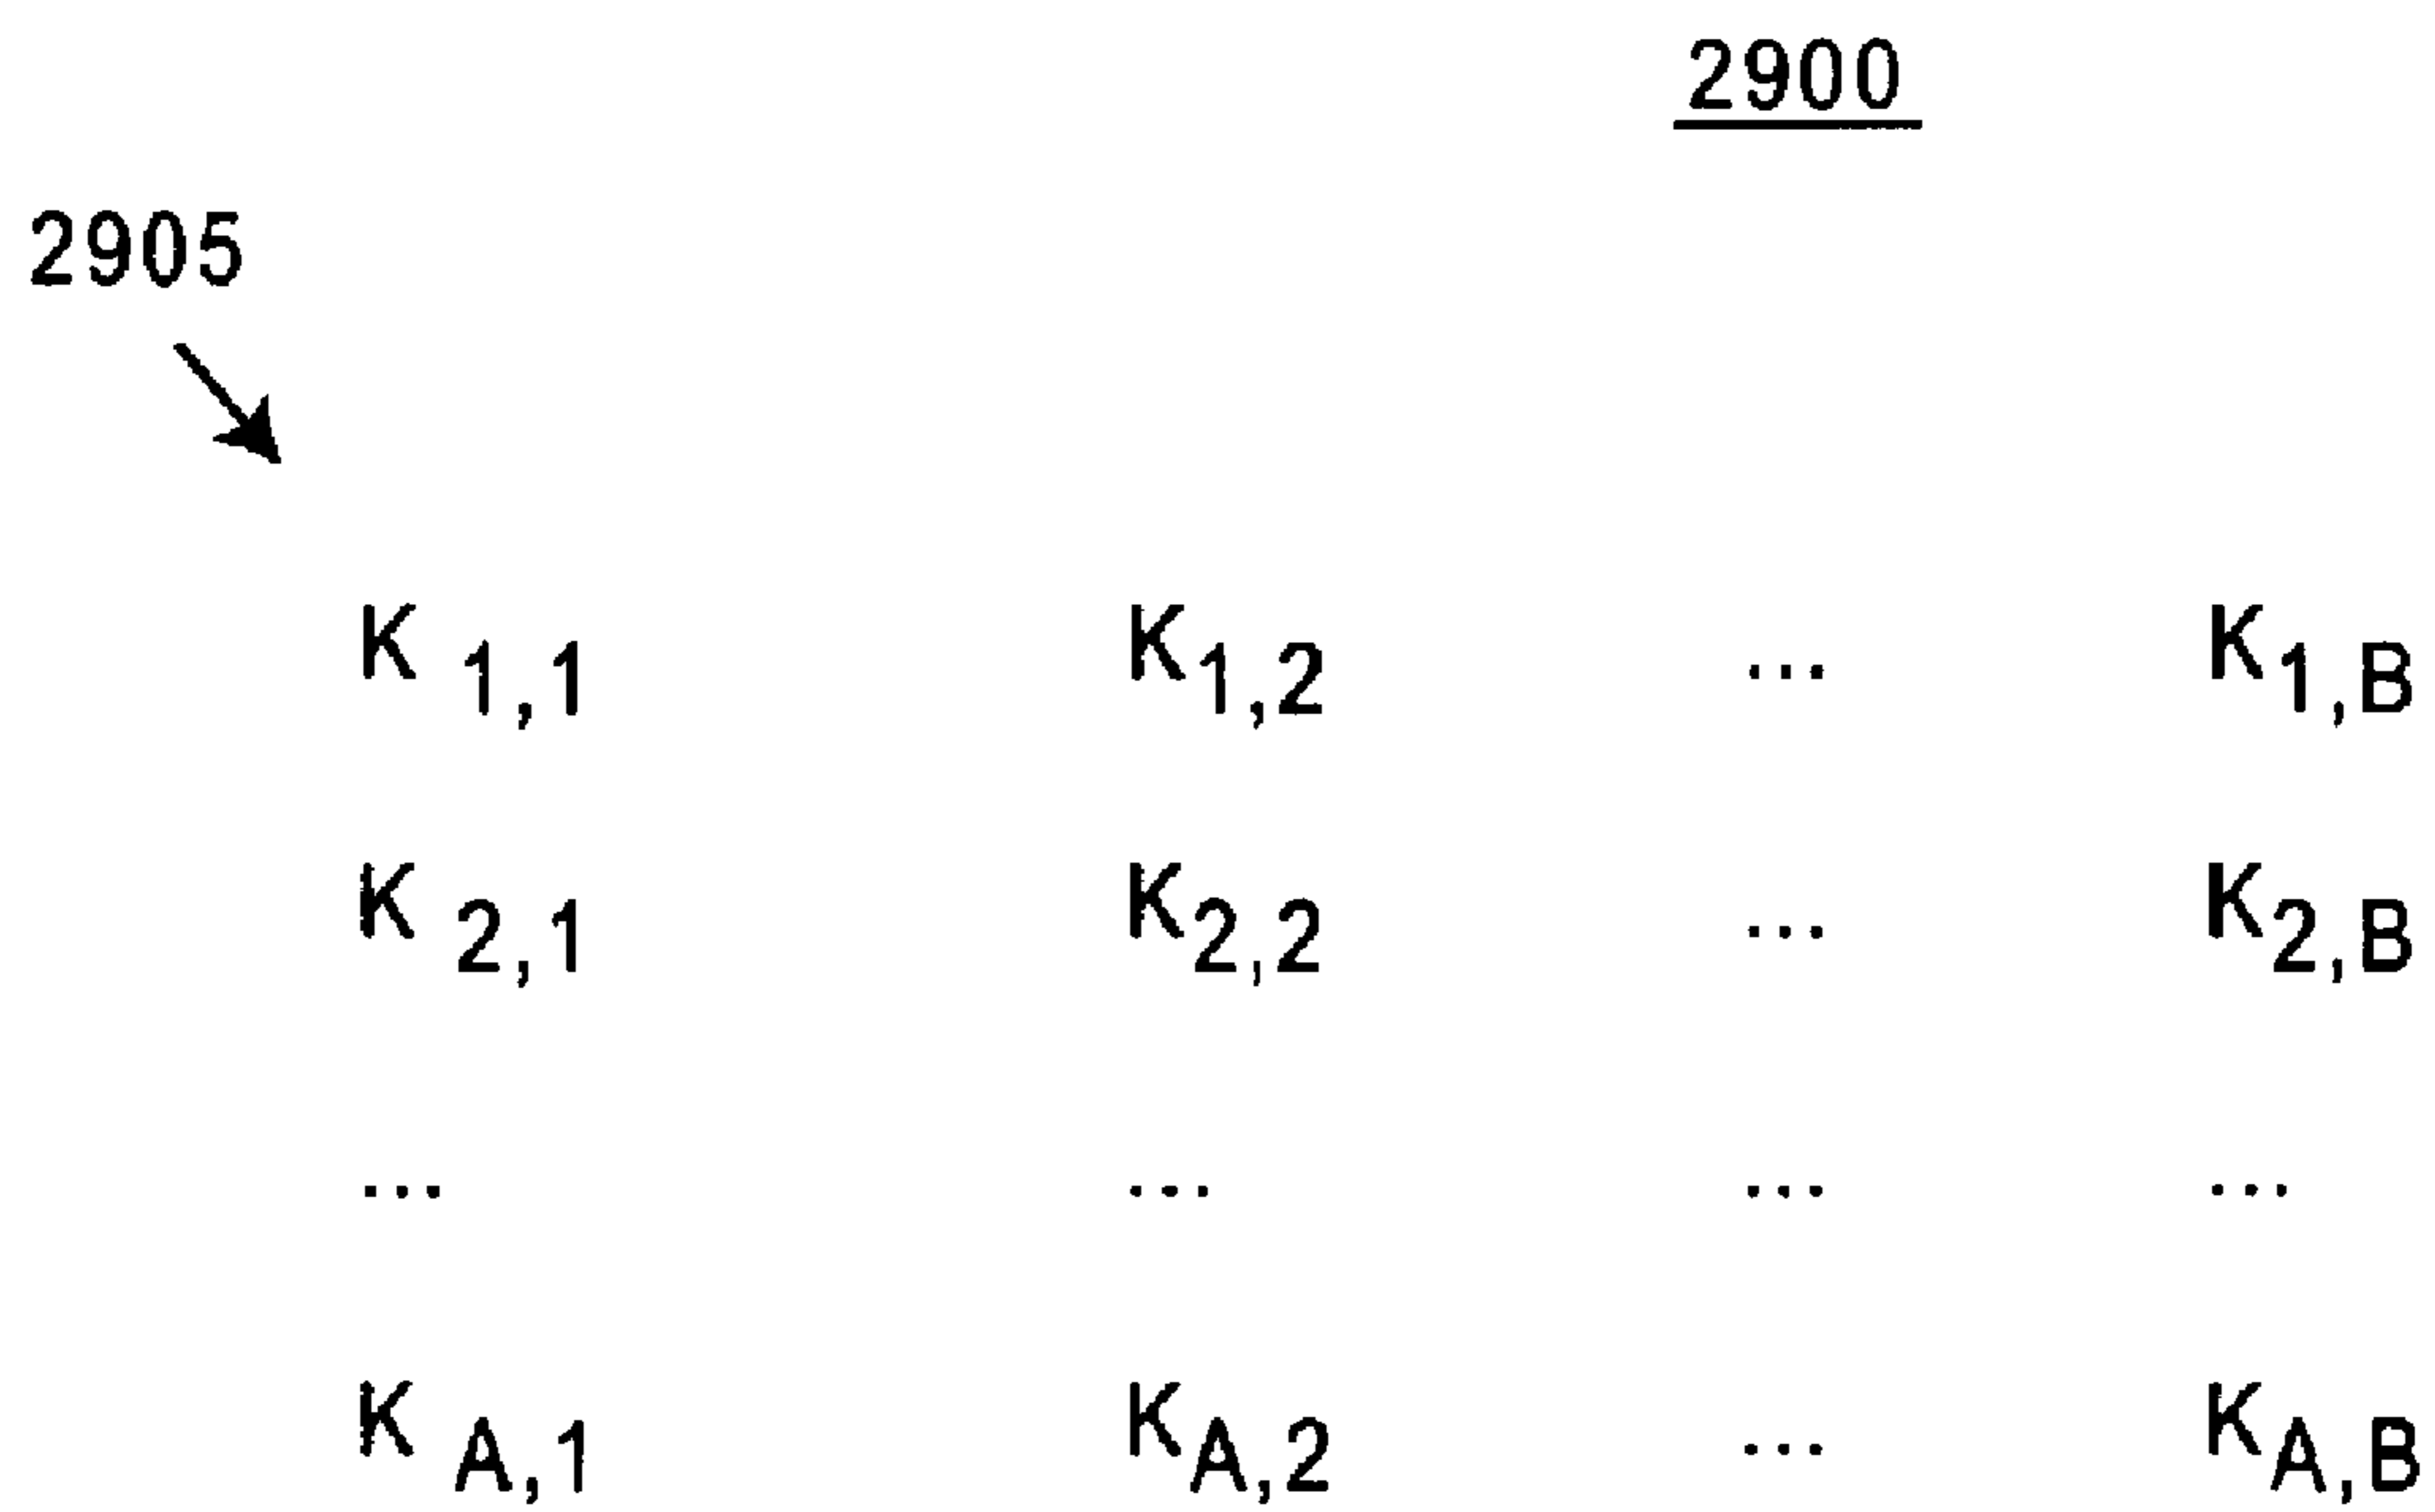 2900
2905
K 1,1 K1,2 ... K1,B
K 2,1 K2,2 ... K2,B
... ... ... ...
K A,1 KA,2 ... KA,B